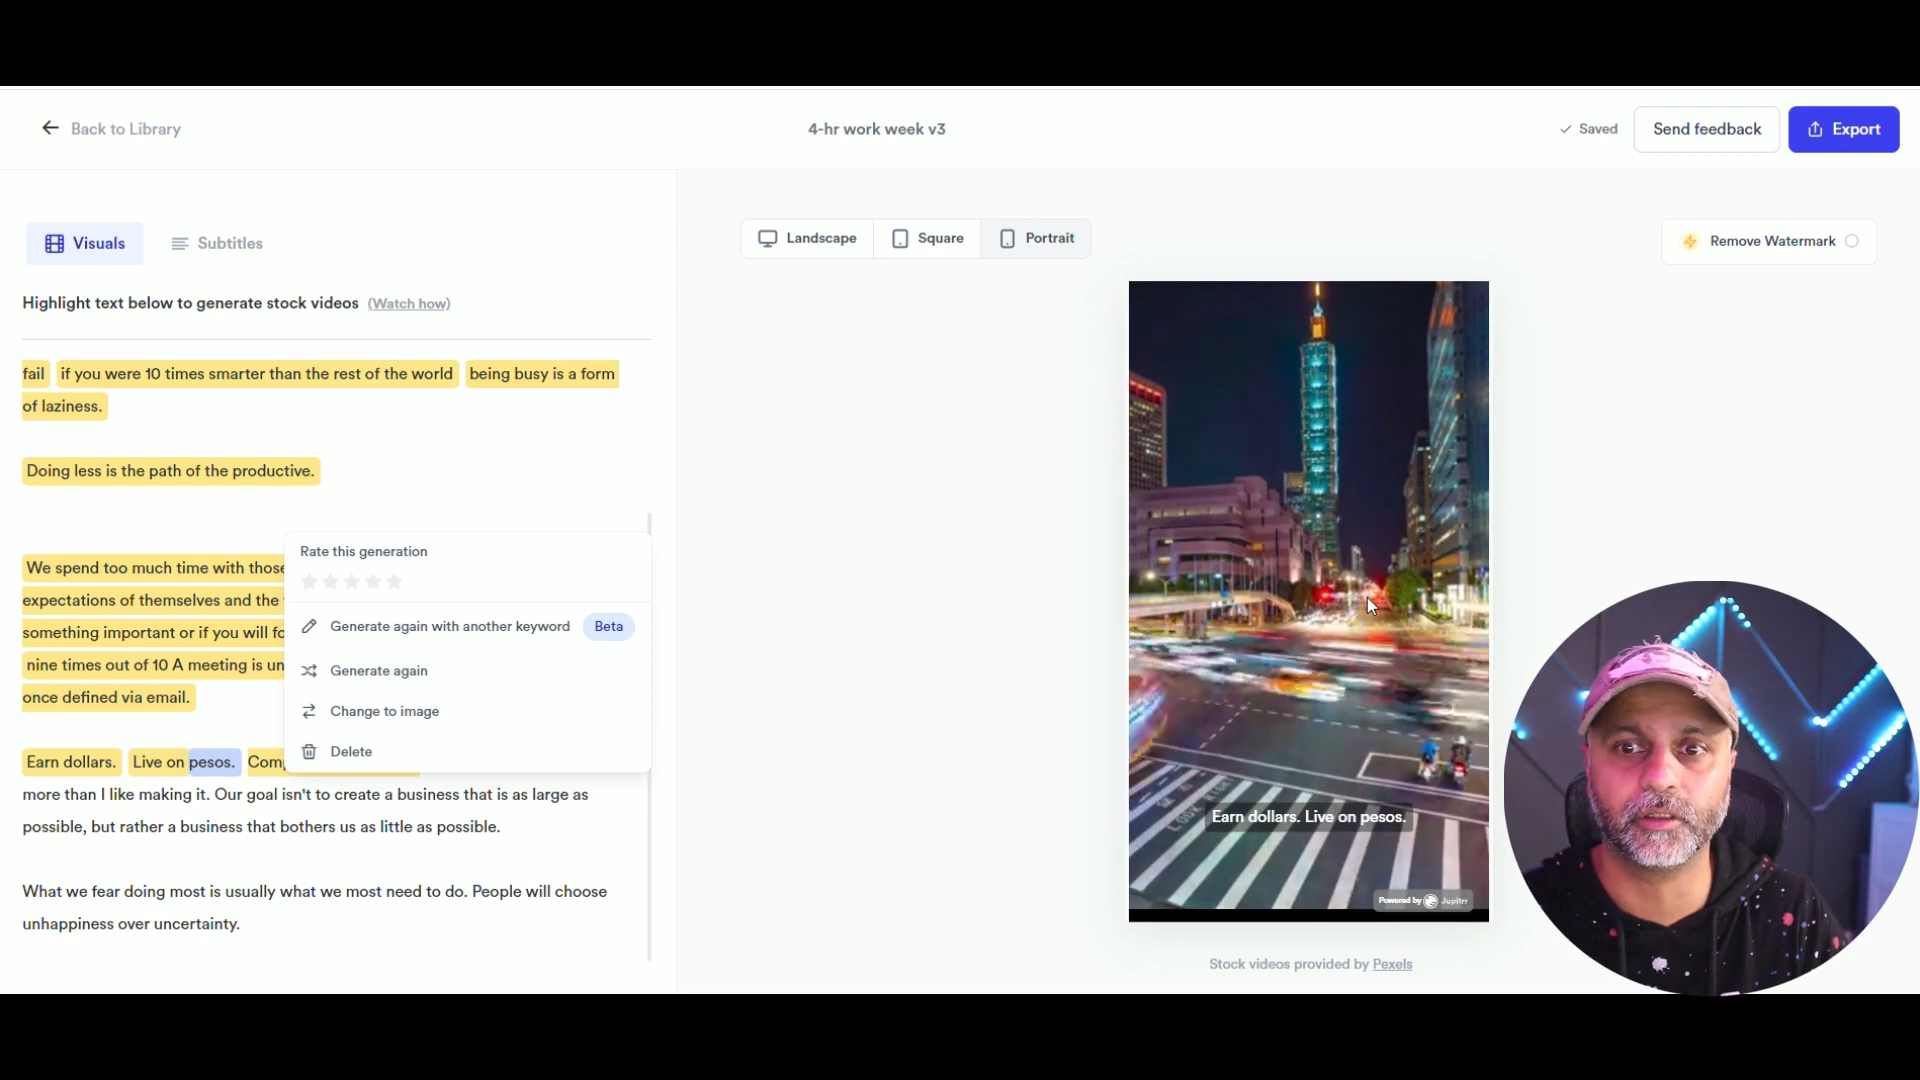 Back to Library
4-hr work week v3
Saved
Send feedback
Export
Visuals
Subtitles
Landscape
Square
Portrait
Remove Watermark
Highlight text below to generate stock videos (Watch how)
fail if you were 10 times smarter than the rest of the world being busy is a form
of laziness.
Doing less is the path of the productive.
We spend too much time with those
expectations of themselves and the
something important or if you will fo
nine times out of 10 A meeting is un
once defined via email.
Earn dollars. Live on pesos. Com
more than I like making it. Our goal isn't to create a business that is as large as
possible, but rather a business that bothers us as little as possible.
What we fear doing most is usually what we most need to do. People will choose
unhappiness over uncertainty.
Rate this generation
Generate again with another keyword Beta
Generate again
Change to image
Delete
Earn dollars. Live on pesos.
Powered by Jupitrr
Stock videos provided by Pexels